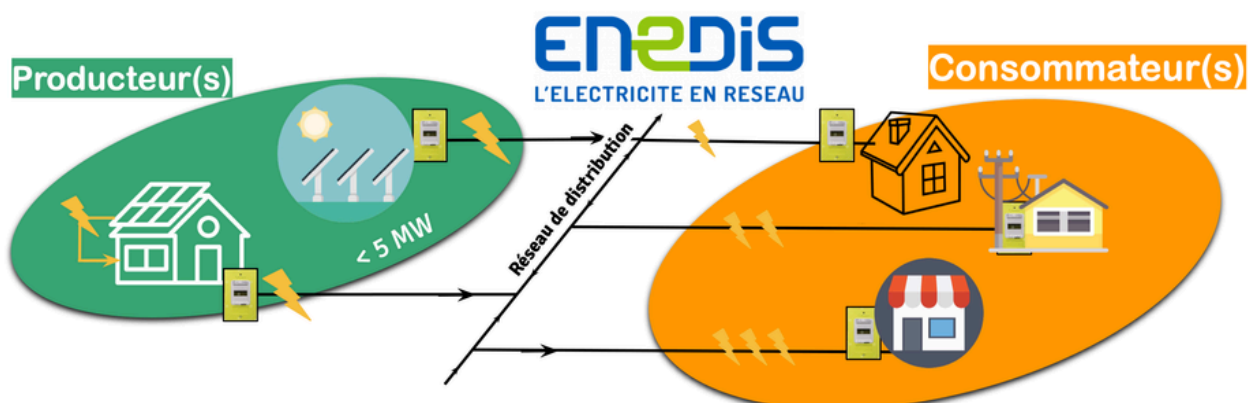 Producteur(s)
ENEDIS
L'ELECTRICITE EN RESEAU
Consommateur(s)
Réseau de distribution
< 5 MW